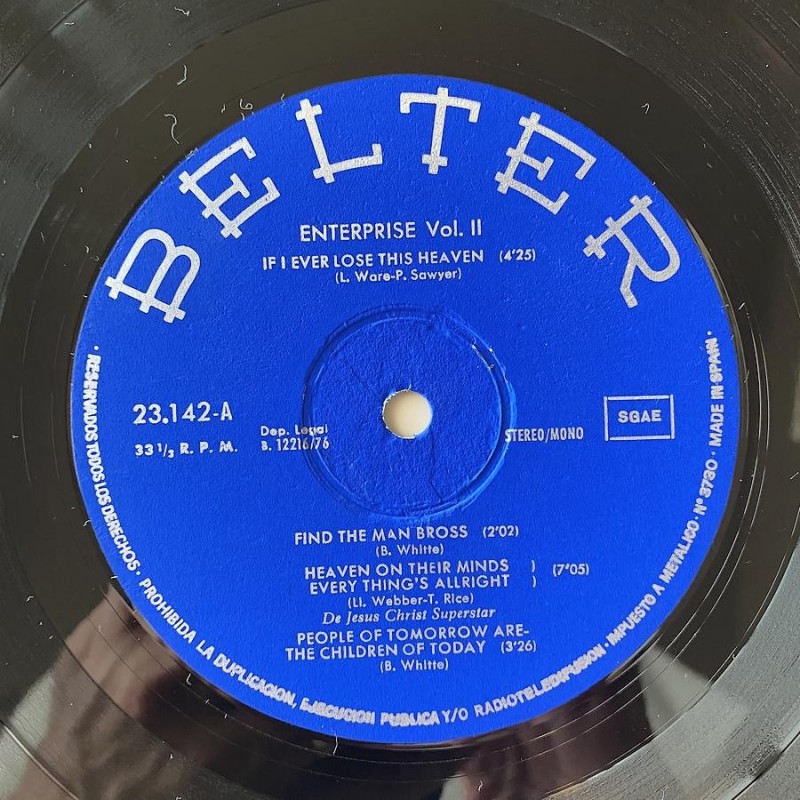 BELTER
ENTERPRISE Vol. II
IF I EVER LOSE THIS HEAVEN (4'25)
(L. Ware-P. Sawyer)
23.142-A
33 1/3 R. P. M.
Dep. Legal
B. 12216/76
STEREO/MONO
SGAE
FIND THE MAN BROSS (2'02)
(B. Whitte)
HEAVEN ON THEIR MINDS )
EVERY THING'S ALLRIGHT ) (7'05)
(Ll. Webber-T. Rice)
De Jesus Christ Superstar
PEOPLE OF TOMORROW ARE-
THE CHILDREN OF TODAY (3'26)
(B. Whitte)
· RESERVADOS TODOS LOS DERECHOS · PROHIBIDA LA DUPLICACION, EJECUCION PUBLICA Y/O RADIOTELEDIFUSION · IMPUESTO A METALICO · Nº 3730 · MADE IN SPAIN ·